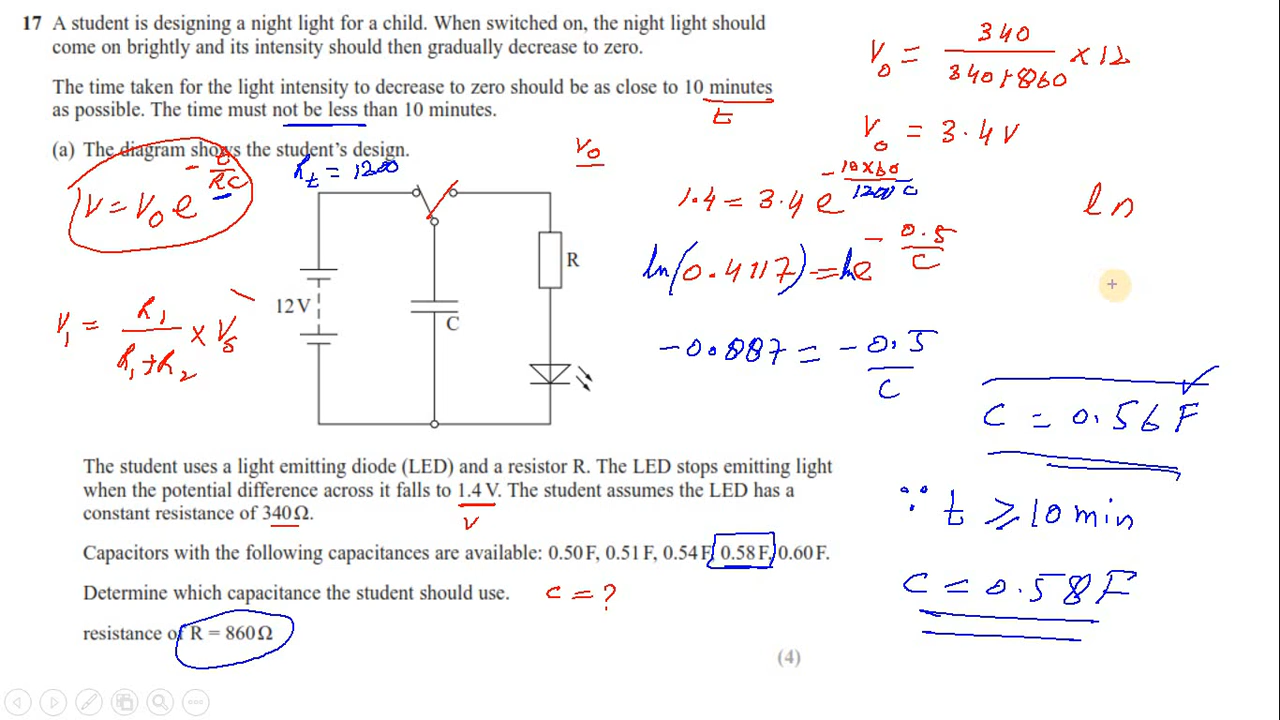 17 A student is designing a night light for a child. When switched on, the night light should
come on brightly and its intensity should then gradually decrease to zero.
The time taken for the light intensity to decrease to zero should be as close to 10 minutes
as possible. The time must not be less than 10 minutes.
t
(a) The diagram shows the student's design.
R_t = 1200
V = V₀ e^(-t/RC)
V₁ = R₁/(R₁+R₂) × V_s
12 V
C
R
V₀
V₀ = 340/(340+860) × 12
V₀ = 3.4 V
1.4 = 3.4 e^(-10×60/1200 C)
ln
ln(0.4117) = ln e^(-0.5/C)
-0.887 = -0.5/C
C = 0.56 F
∵ t ≥ 10 min
C = 0.58 F
The student uses a light emitting diode (LED) and a resistor R. The LED stops emitting light
when the potential difference across it falls to 1.4 V. The student assumes the LED has a
constant resistance of 340 Ω.
V
Capacitors with the following capacitances are available: 0.50 F, 0.51 F, 0.54 F, 0.58 F, 0.60 F.
Determine which capacitance the student should use.
C = ?
resistance of R = 860 Ω
(4)